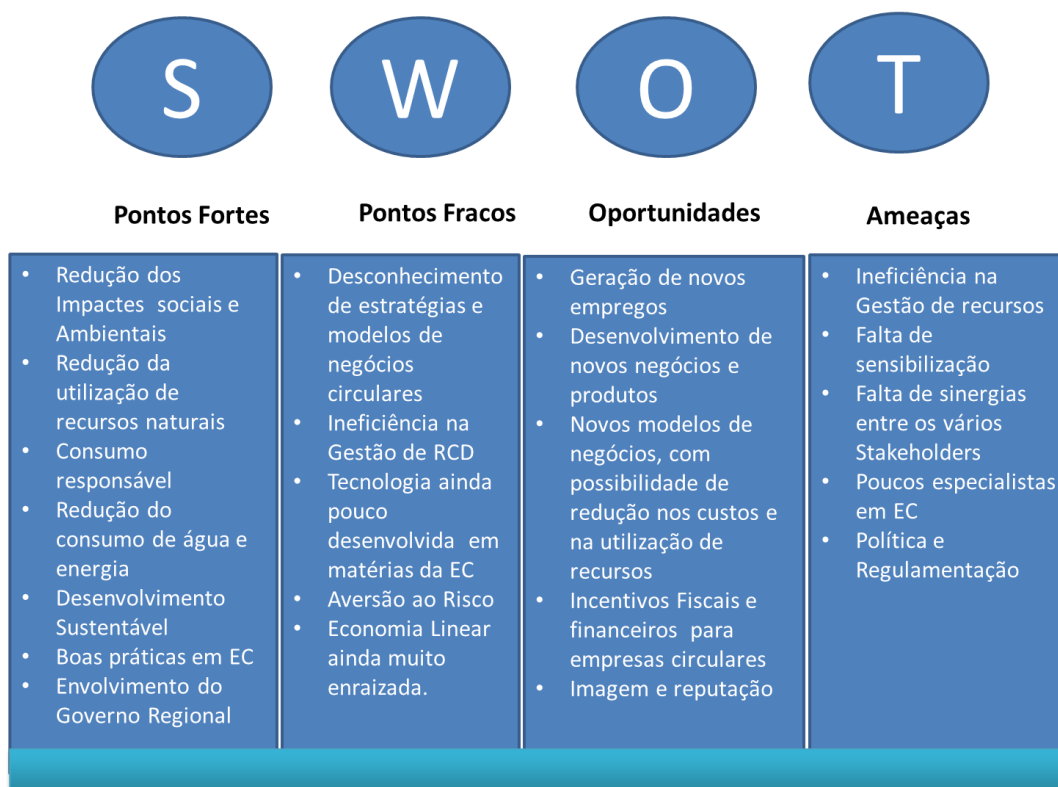 S
W
O
T
Pontos Fortes
Pontos Fracos
Oportunidades
Ameaças
• Redução dos
Impactes sociais e
Ambientais
• Redução da
utilização de
recursos naturais
• Consumo
responsável
• Redução do
consumo de água e
energia
• Desenvolvimento
Sustentável
• Boas práticas em EC
• Envolvimento do
Governo Regional
• Desconhecimento
de estratégias e
modelos de
negócios
circulares
• Ineficiência na
Gestão de RCD
• Tecnologia ainda
pouco
desenvolvida em
matérias da EC
• Aversão ao Risco
• Economia Linear
ainda muito
enraizada.
• Geração de novos
empregos
• Desenvolvimento de
novos negócios e
produtos
• Novos modelos de
negócios, com
possibilidade de
redução nos custos e
na utilização de
recursos
• Incentivos Fiscais e
financeiros para
empresas circulares
• Imagem e reputação
• Ineficiência na
Gestão de recursos
• Falta de
sensibilização
• Falta de sinergias
entre os vários
Stakeholders
• Poucos especialistas
em EC
• Política e
Regulamentação